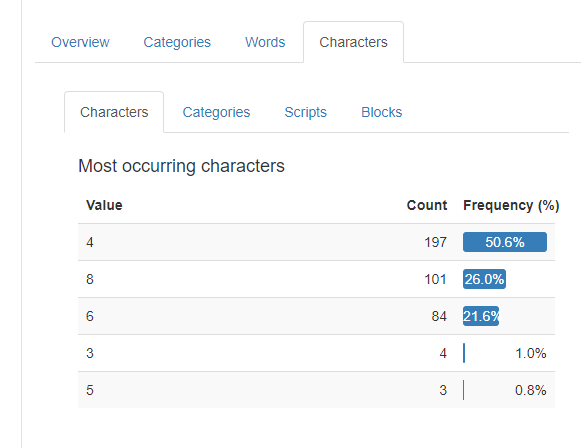 Overview Categories Words Characters
Characters Categories Scripts Blocks
Most occurring characters
Value Count Frequency (%)
4 197 50.6%
8 101 26.0%
6 84 21.6%
3 4 1.0%
5 3 0.8%